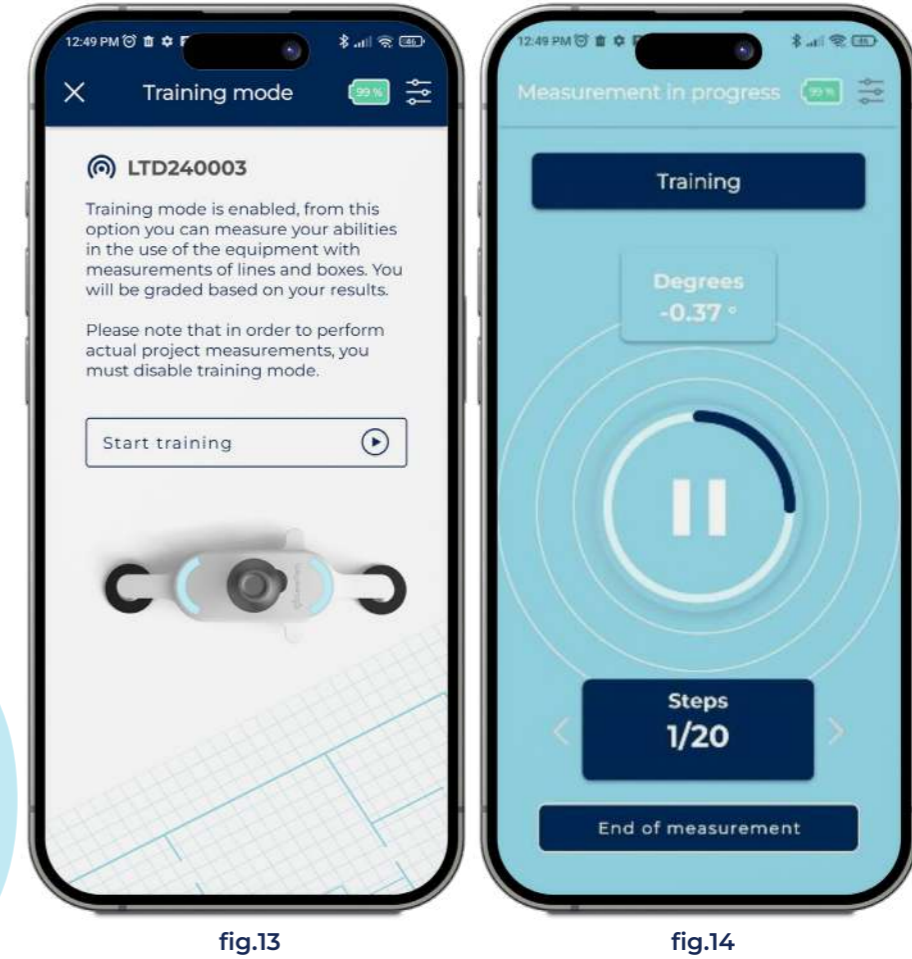 12:49 PM
46
Training mode
99 %
LTD240003
Training mode is enabled, from this
option you can measure your abilities
in the use of the equipment with
measurements of lines and boxes. You
will be graded based on your results.
Please note that in order to perform
actual project measurements, you
must disable training mode.
Start training
fig.13
12:49 PM
46
Measurement in progress
99 %
Training
Degrees
-0.37 °
Steps
1/20
End of measurement
fig.14